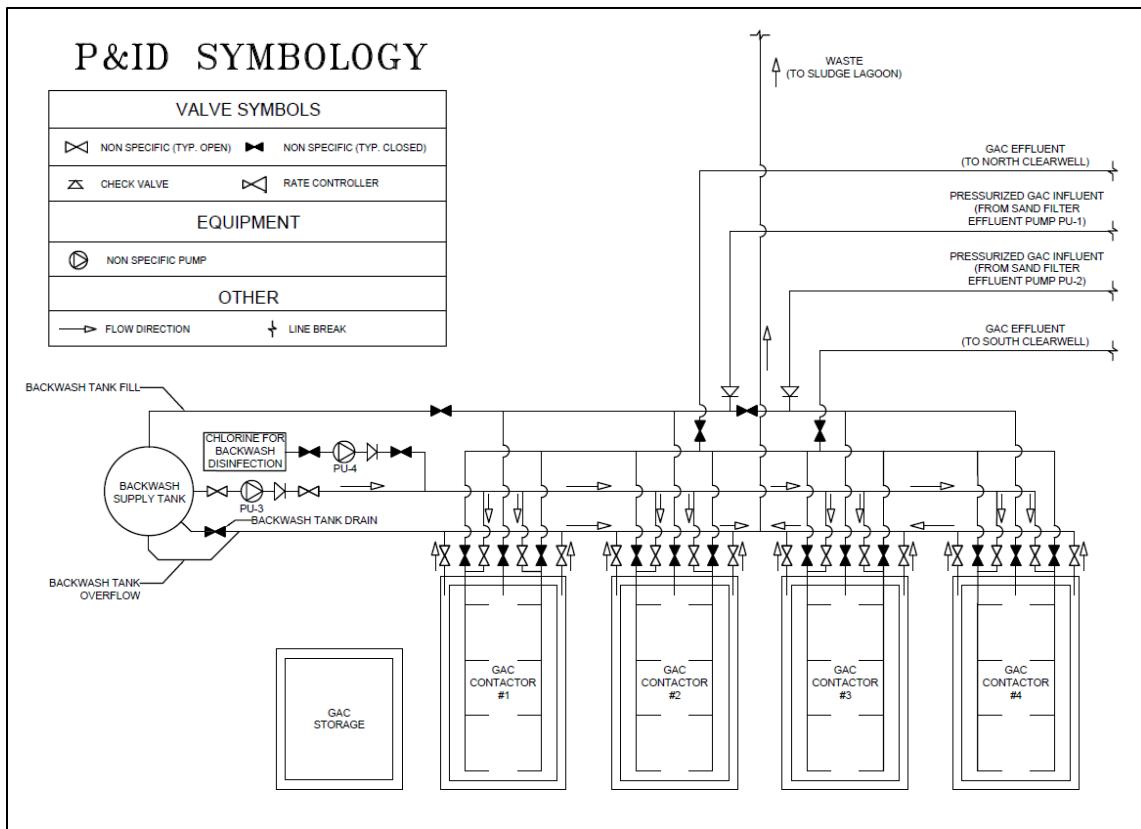 P&ID SYMBOLOGY
VALVE SYMBOLS
NON SPECIFIC (TYP. OPEN)
NON SPECIFIC (TYP. CLOSED)
CHECK VALVE
RATE CONTROLLER
EQUIPMENT
NON SPECIFIC PUMP
OTHER
FLOW DIRECTION
LINE BREAK
WASTE
(TO SLUDGE LAGOON)
GAC EFFLUENT
(TO NORTH CLEARWELL)
PRESSURIZED GAC INFLUENT
(FROM SAND FILTER
EFFLUENT PUMP PU-1)
PRESSURIZED GAC INFLUENT
(FROM SAND FILTER
EFFLUENT PUMP PU-2)
GAC EFFLUENT
(TO SOUTH CLEARWELL)
BACKWASH TANK FILL
CHLORINE FOR
BACKWASH
DISINFECTION
PU-4
BACKWASH
SUPPLY TANK
PU-3
BACKWASH TANK DRAIN
BACKWASH TANK
OVERFLOW
GAC
STORAGE
GAC
CONTACTOR
#1
GAC
CONTACTOR
#2
GAC
CONTACTOR
#3
GAC
CONTACTOR
#4